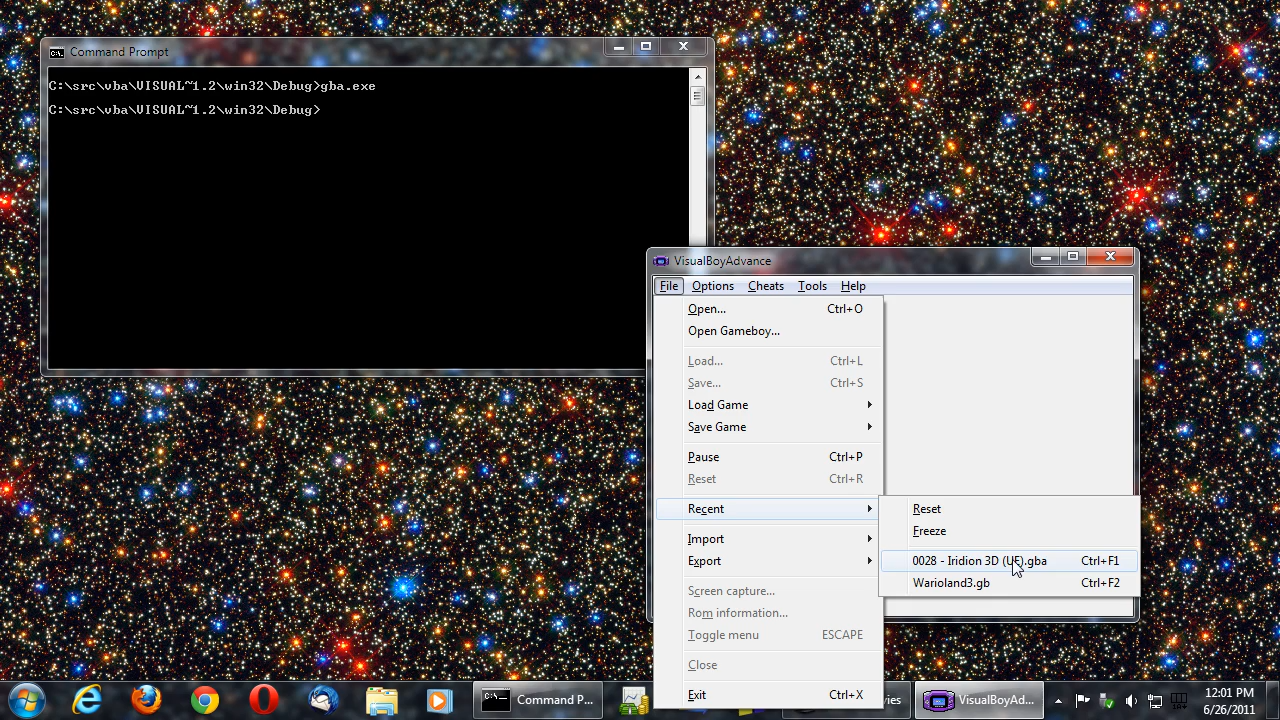 Command Prompt
C:\src\vba\VISUAL~1.2\win32\Debug>gba.exe
C:\src\vba\VISUAL~1.2\win32\Debug>
VisualBoyAdvance
File Options Cheats Tools Help
Open... Ctrl+O
Open Gameboy...
Load... Ctrl+L
Save... Ctrl+S
Load Game
Save Game
Pause Ctrl+P
Reset Ctrl+R
Recent
Import
Export
Screen capture...
Rom information...
Toggle menu ESCAPE
Close
Exit Ctrl+X
Reset
Freeze
0028 - Iridion 3D (UE).gba Ctrl+F1
Warioland3.gb Ctrl+F2
Command P...
VisualBoyAd...
12:01 PM
6/26/2011